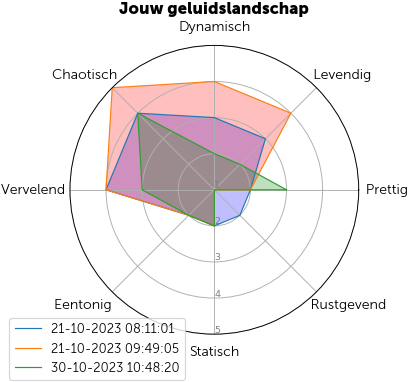 Jouw geluidslandschap
Dynamisch
Chaotisch
Levendig
Vervelend
Prettig
2
3
4
5
Eentonig
Rustgevend
Statisch
21-10-2023 08:11:01
21-10-2023 09:49:05
30-10-2023 10:48:20